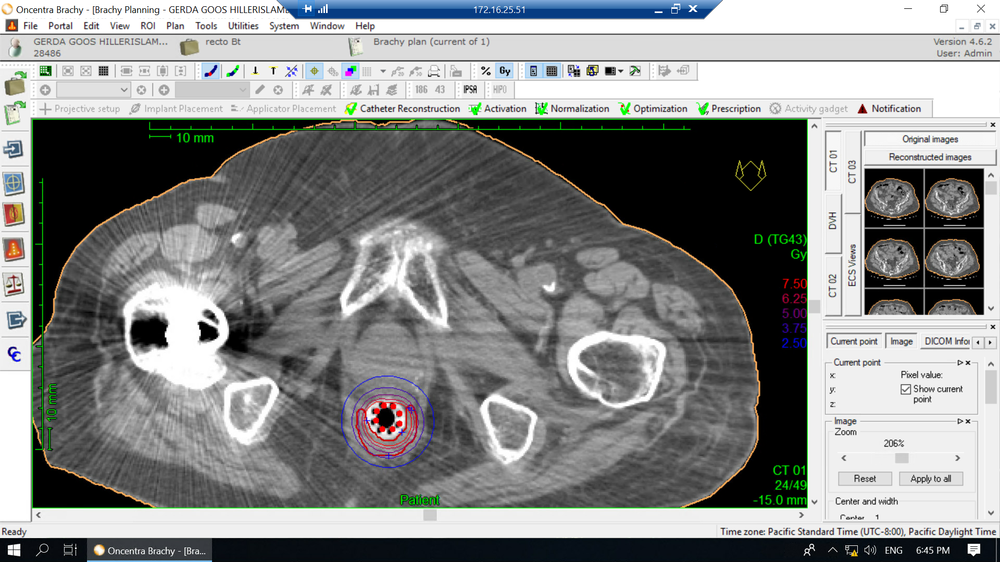 Oncentra Brachy - [Brachy Planning - GERDA GOOS HILLERISLAM
172.16.25.51
File Portal Edit View ROI Plan Tools Utilities System Window Help
GERDA GOOS HILLERISLAM...
28486
recto Bt
Brachy plan (current of 1)
Version 4.6.2
User: Admin
% Gy
186 43 IPSA HIPO
Projective setup Implant Placement Applicator Placement Catheter Reconstruction Activation Normalization Optimization Prescription Activity gadget Notification
10 mm
10 mm
D (TG43)
Gy
7.50
6.25
5.00
3.75
2.50
CT 01
24/49
-15.0 mm
Patient
CT 01
CT 03
DVH
ECS Views
CT 02
Original images
Reconstructed images
Current point Image DICOM Infor
Current point
x:
y:
z:
Pixel value:
Show current
point
Image
Zoom
206%
Reset Apply to all
Center and width
Center 1
Ready
Time zone: Pacific Standard Time (UTC-8:00), Pacific Daylight Time
Oncentra Brachy - [Bra...
ENG 6:45 PM